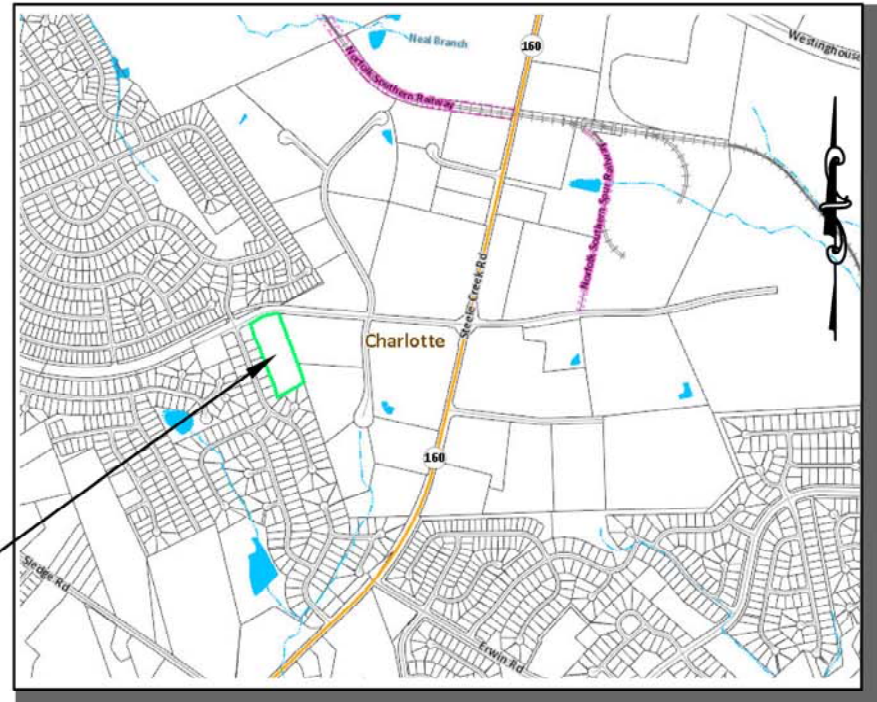 Neal Branch
160
Westinghouse
Norfolk Southern Railway
Norfolk Southern Spur Railway
Steele Creek Rd
Charlotte
160
Sledge Rd
Erwin Rd